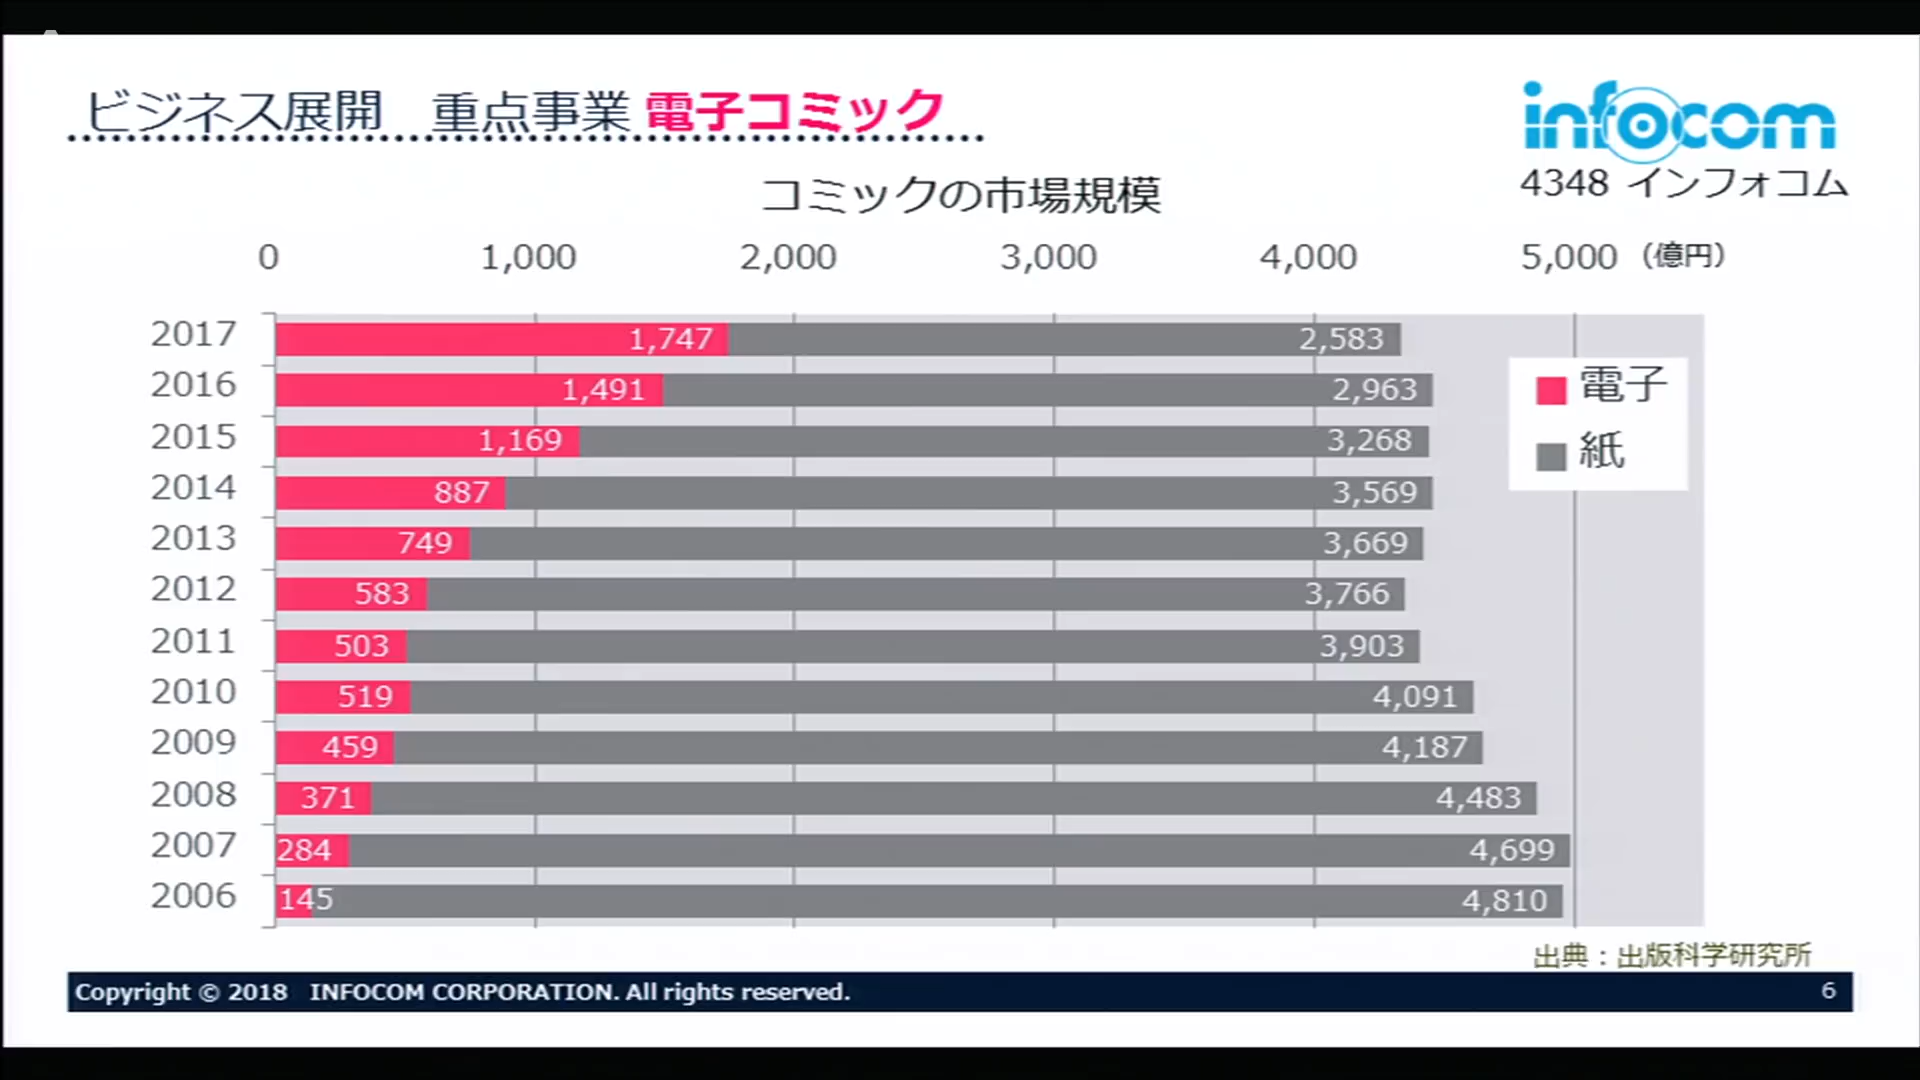 ビジネス展開　重点事業 電子コミック
infocom
4348 インフォコム
コミックの市場規模
0 1,000 2,000 3,000 4,000 5,000 （億円）
2017 1,747 2,583
2016 1,491 2,963
2015 1,169 3,268
2014 887 3,569
2013 749 3,669
2012 583 3,766
2011 503 3,903
2010 519 4,091
2009 459 4,187
2008 371 4,483
2007 284 4,699
2006 145 4,810
電子
紙
出典：出版科学研究所
Copyright © 2018 INFOCOM CORPORATION. All rights reserved.
6